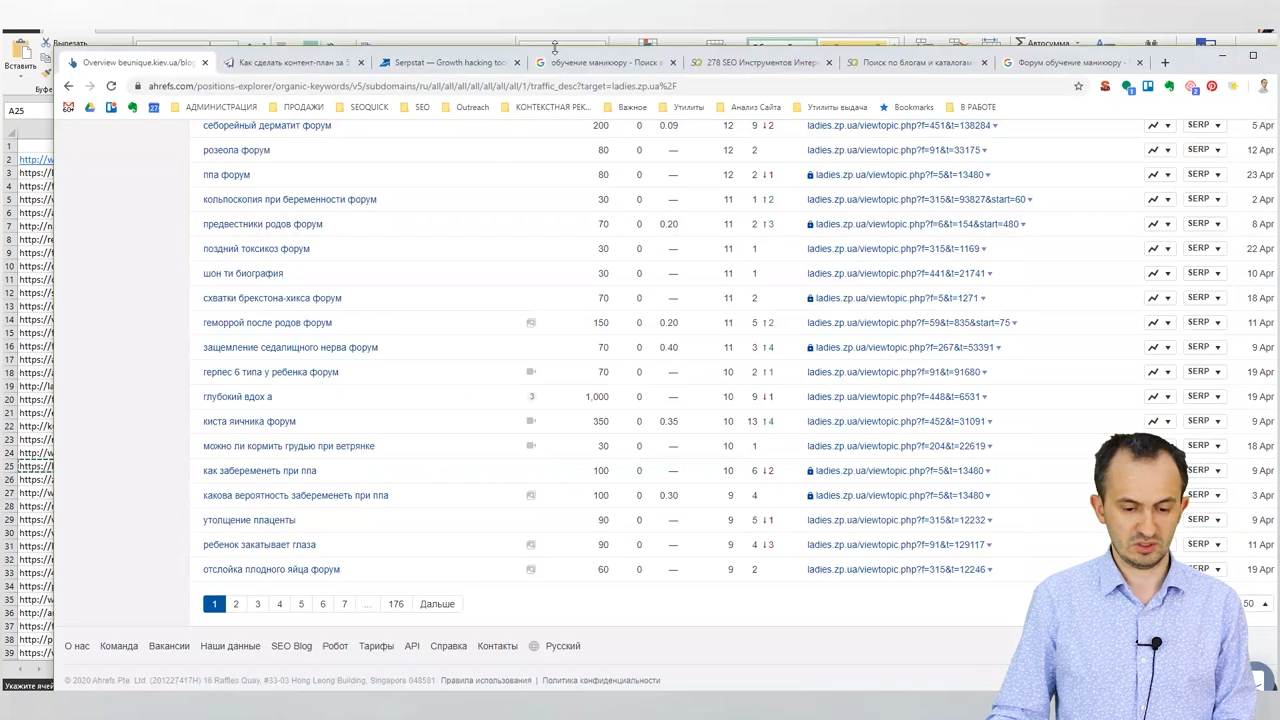 Вырезать
Автосумма
Вставить
Буфе
A25
Overview beunique.kiev.ua/blog
Как сделать контент-план за 5
Serpstat — Growth hacking too
обучение маникюру - Поиск в
278 SEO Инструментов Интерн
Поиск по блогам и каталогам
Форум обучение маникюру -
ahrefs.com/positions-explorer/organic-keywords/v5/subdomains/ru/all/all/all/all/all/all/all/1/traffic_desc?target=ladies.zp.ua%2F
27 АДМИНИСТРАЦИЯ ПРОДАЖИ SEOQUICK SEO Outreach КОНТЕКСТНАЯ РЕК... Важное Утилиты Анализ Сайта Утилиты выдача Bookmarks В РАБОТЕ
себорейный дерматит форум 200 0 0.09 12 9 ↓2 ladies.zp.ua/viewtopic.php?f=451&t=138284 SERP 5 Apr
розеола форум 80 0 — 12 2 ladies.zp.ua/viewtopic.php?f=91&t=33175 SERP 12 Apr
ппа форум 80 0 — 12 2 ↓1 ladies.zp.ua/viewtopic.php?f=5&t=13480 SERP 23 Apr
кольпоскопия при беременности форум 30 0 — 11 1 ↑2 ladies.zp.ua/viewtopic.php?f=315&t=93827&start=60 SERP 2 Apr
предвестники родов форум 70 0 0.20 11 2 ↑3 ladies.zp.ua/viewtopic.php?f=6&t=154&start=480 SERP 8 Apr
поздний токсикоз форум 30 0 — 11 1 ladies.zp.ua/viewtopic.php?f=315&t=1169 SERP 22 Apr
шон ти биография 30 0 — 11 1 ladies.zp.ua/viewtopic.php?f=441&t=21741 SERP 10 Apr
схватки брекстона-хикса форум 70 0 — 11 2 ladies.zp.ua/viewtopic.php?f=5&t=1271 SERP 18 Apr
геморрой после родов форум 150 0 0.20 11 5 ↑2 ladies.zp.ua/viewtopic.php?f=59&t=835&start=75 SERP 11 Apr
защемление седалищного нерва форум 70 0 0.40 11 3 ↑4 ladies.zp.ua/viewtopic.php?f=267&t=53391 SERP 9 Apr
герпес 6 типа у ребенка форум 70 0 — 10 2 ↑1 ladies.zp.ua/viewtopic.php?f=91&t=91680 SERP 19 Apr
глубокий вдох а 3 1,000 0 — 10 9 ↓1 ladies.zp.ua/viewtopic.php?f=448&t=6531 SERP 19 Apr
киста яичника форум 350 0 0.35 10 13 ↑4 ladies.zp.ua/viewtopic.php?f=452&t=31091 SERP 9 Apr
можно ли кормить грудью при ветрянке 30 0 — 10 1 ladies.zp.ua/viewtopic.php?f=204&t=22619 SERP 18 Apr
как забеременеть при ппа 100 0 — 10 6 ↓2 ladies.zp.ua/viewtopic.php?f=5&t=13480 SERP 9 Apr
какова вероятность забеременеть при ппа 100 0 0.30 9 4 ladies.zp.ua/viewtopic.php?f=5&t=13480 SERP 3 Apr
утолщение плаценты 90 0 — 9 5 ↓1 ladies.zp.ua/viewtopic.php?f=315&t=12232 SERP 9 Apr
ребенок закатывает глаза 90 0 — 9 4 ↓3 ladies.zp.ua/viewtopic.php?f=91&t=129117 SERP 11 Apr
отслойка плодного яйца форум 60 0 — 9 2 ladies.zp.ua/viewtopic.php?f=315&t=12246 SERP 19 Apr
1 2 3 4 5 6 7 ... 176 Дальше
50
О нас Команда Вакансии Наши данные SEO Blog Робот Тарифы API Справка Контакты Русский
© 2020 Ahrefs Pte. Ltd. (201227417H) 16 Raffles Quay, #33-03 Hong Leong Building, Singapore 048581 Правила использования | Политика конфиденциальности
Укажите ячей